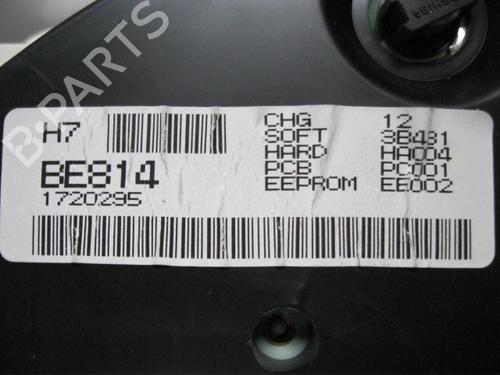 B-PARTS
H7
BE814
1720295
CHG 12
SOFT 3B431
HARD HA004
PCB PC001
EEPROM EE002